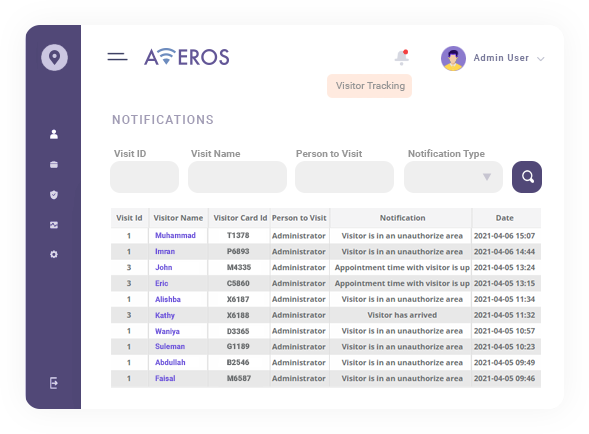 AVEROS
Admin User
Visitor Tracking
NOTIFICATIONS
Visit ID Visit Name Person to Visit Notification Type
Visit Id Visitor Name Visitor Card Id Person to Visit Notification Date
1 Muhammad T1378 Administrator Visitor is in an unauthorize area 2021-04-06 15:07
1 Imran P6893 Administrator Visitor is in an unauthorize area 2021-04-06 14:44
3 John M4335 Administrator Appointment time with visitor is up 2021-04-05 13:24
3 Eric C5860 Administrator Appointment time with visitor is up 2021-04-05 13:15
1 Alishba X6187 Administrator Visitor is in an unauthorize area 2021-04-05 11:34
3 Kathy X6188 Administrator Visitor has arrived 2021-04-05 11:32
1 Waniya D3365 Administrator Visitor is in an unauthorize area 2021-04-05 10:57
1 Suleman G1189 Administrator Visitor is in an unauthorize area 2021-04-05 10:23
1 Abdullah B2546 Administrator Visitor is in an unauthorize area 2021-04-05 09:49
1 Faisal M6587 Administrator Visitor is in an unauthorize area 2021-04-05 09:46